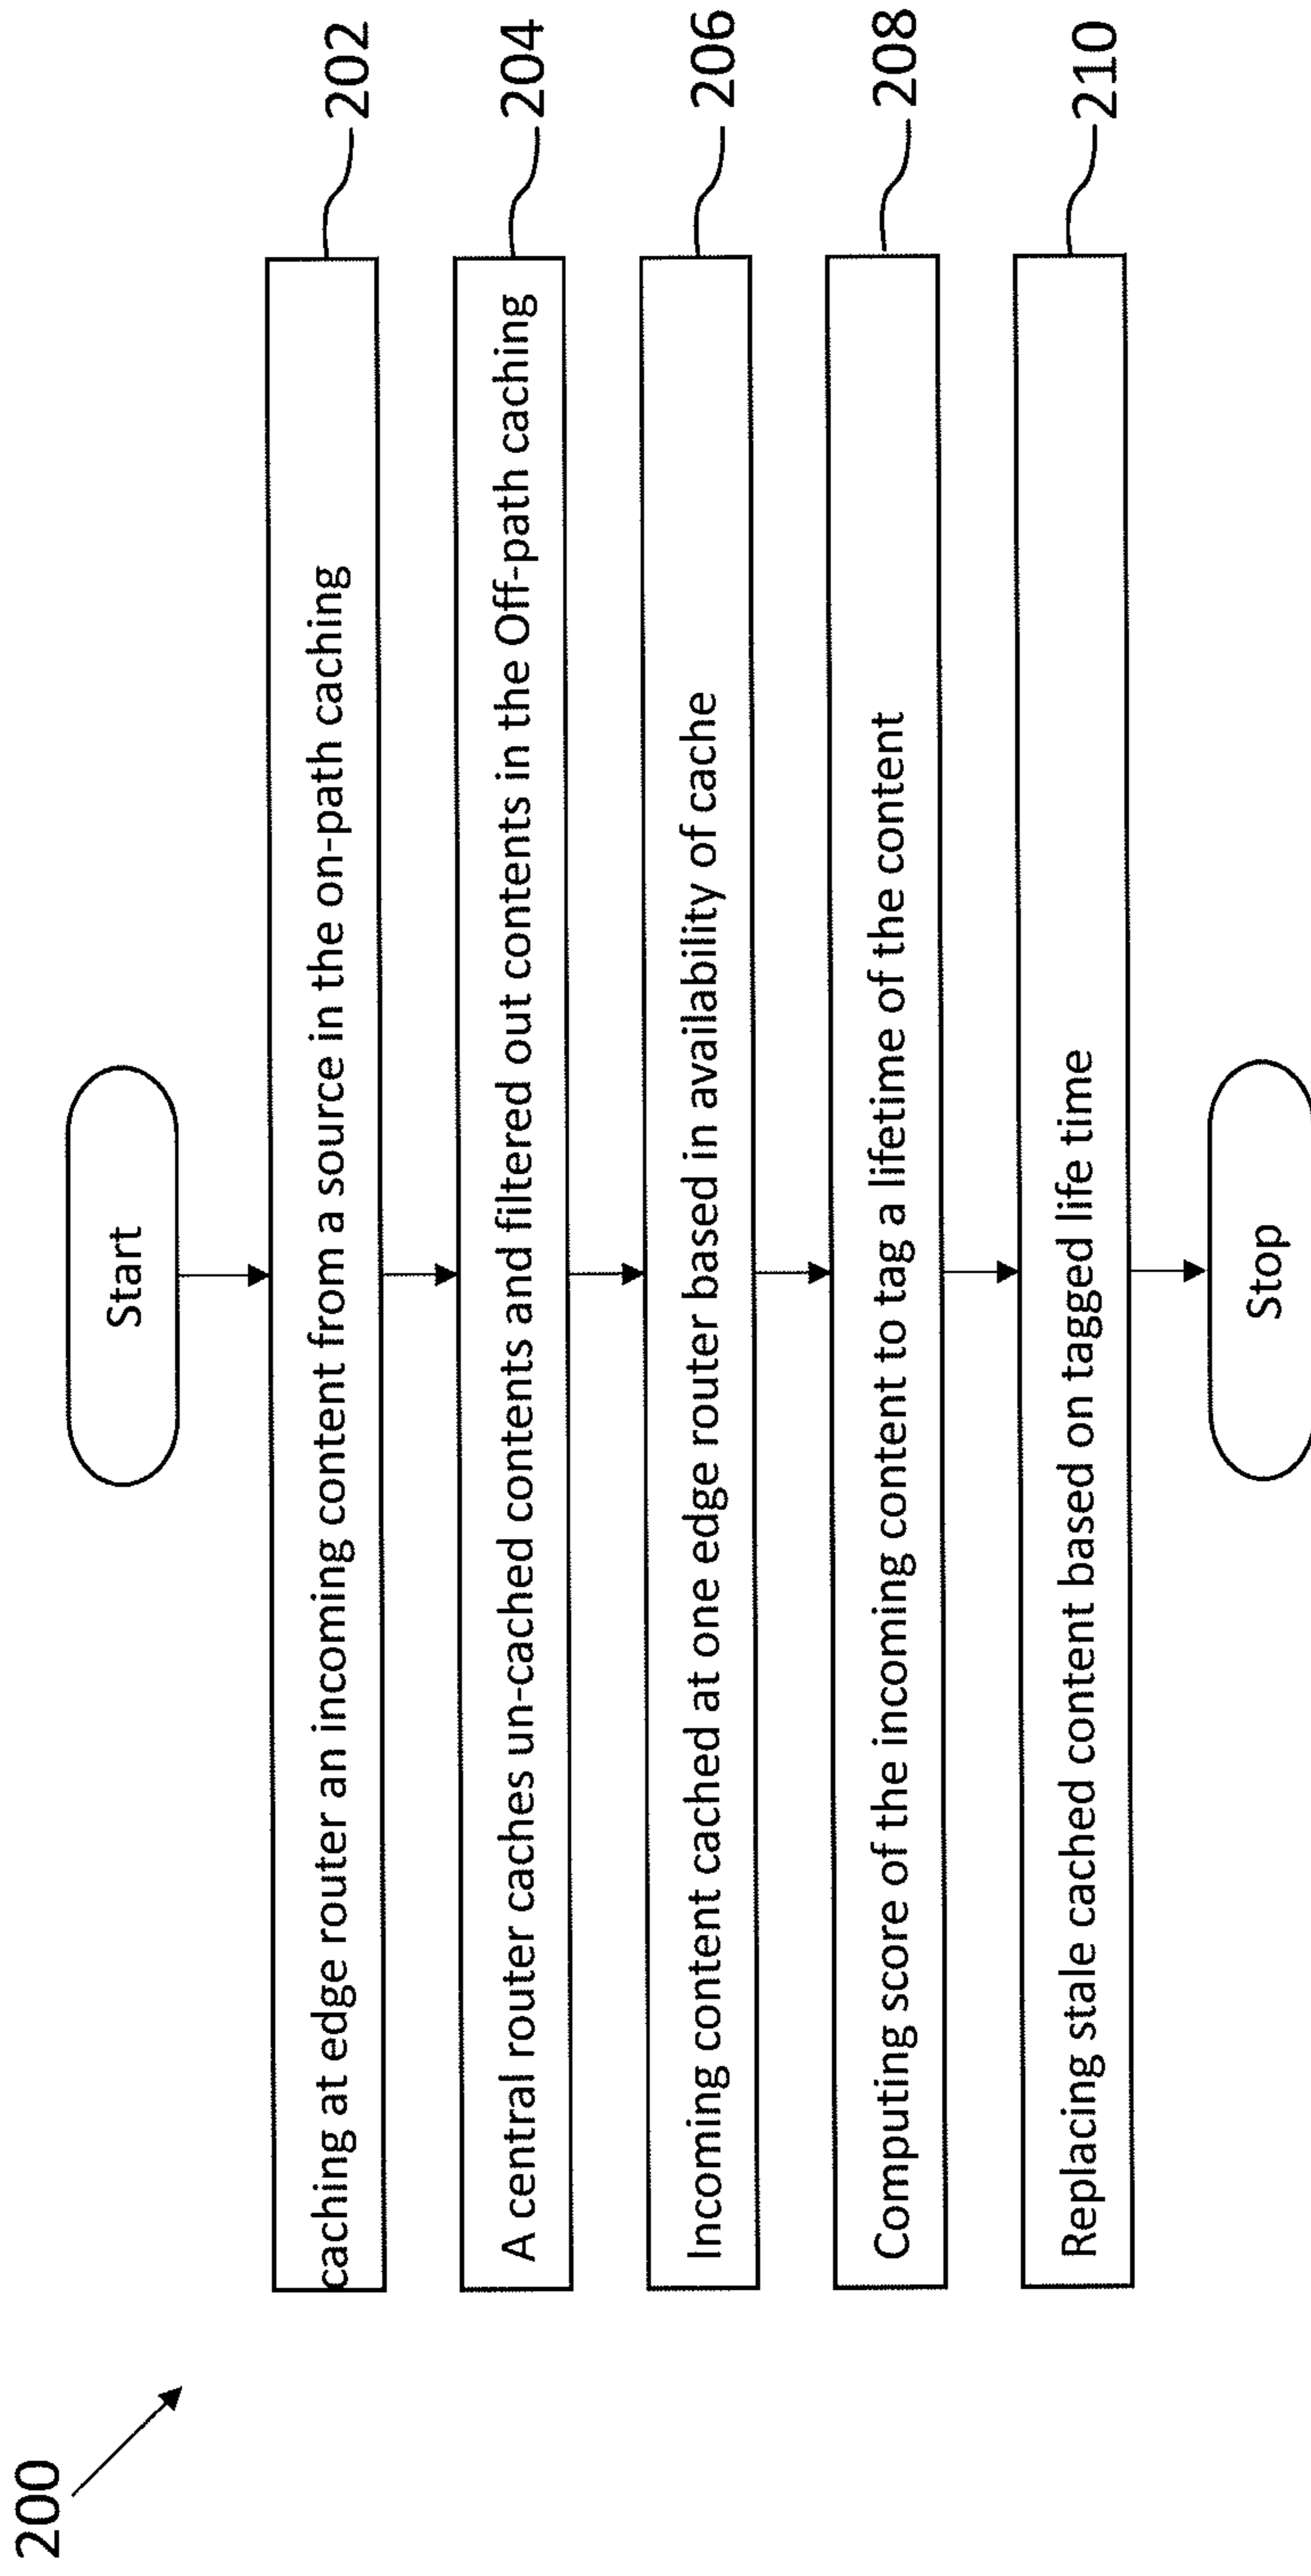 200
Start
caching at edge router an incoming content from a source in the on-path caching
202
A central router caches un-cached contents and filtered out contents in the Off-path caching
204
Incoming content cached at one edge router based in availability of cache
206
Computing score of the incoming content to tag a lifetime of the content
208
Replacing stale cached content based on tagged life time
210
Stop